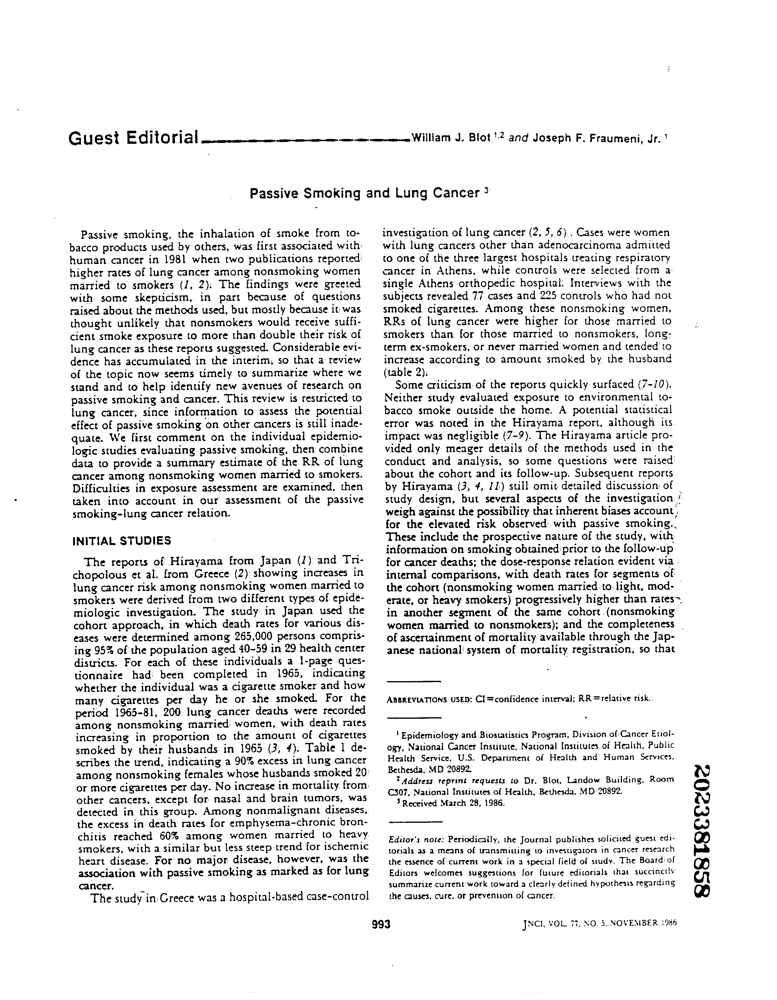 Guest Editorial William J. Blot 1,2 and Joseph F. Fraumeni, Jr. 1
Passive Smoking and Lung Cancer 3
Passive smoking, the inhalation of smoke from to-
bacco products used by others, was first associated with
human cancer in 1981 when two publications reported
higher rates of lung cancer among nonsmoking women
married to smokers (1, 2). The findings were greeted
with some skepticism, in part because of questions
raised about the methods used, but mostly because it was
thought unlikely that nonsmokers would receive suffi-
cient smoke exposure to more than double their risk of
lung cancer as these reports suggested. Considerable evi-
dence has accumulated in the interim, so that a review
of the topic now seems timely to summarize where we
stand and to help identify new avenues of research on
passive smoking and cancer. This review is restricted to
lung cancer, since information to assess the potential
effect of passive smoking on other cancers is still inade-
quate. We first comment on the individual epidemio-
logic studies evaluating passive smoking, then combine
data to provide a summary estimate of the RR of lung
cancer among nonsmoking women married to smokers.
Difficulties in exposure assessment are examined, then
taken into account in our assessment of the passive
smoking-lung cancer relation.
INITIAL STUDIES
The reports of Hirayama from Japan (1) and Tri-
chopolous et al. from Greece (2) showing increases in
lung cancer risk among nonsmoking women married to
smokers were derived from two different types of epide-
miologic investigation. The study in Japan used the
cohort approach, in which death rates for various dis-
eases were determined among 265,000 persons compris-
ing 95% of the population aged 40-59 in 29 health center
districts. For each of these individuals a 1-page ques-
tionnaire had been completed in 1965, indicating
whether the individual was a cigarette smoker and how
many cigarettes per day he or she smoked. For the
period 1965-81, 200 lung cancer deaths were recorded
among nonsmoking married women, with death rates
increasing in proportion to the amount of cigarettes
smoked by their husbands in 1965 (3, 4). Table 1 de-
scribes the trend, indicating a 90% excess in lung cancer
among nonsmoking females whose husbands smoked 20
or more cigarettes per day. No increase in mortality from
other cancers, except for nasal and brain tumors, was
detected in this group. Among nonmalignant diseases,
the excess in death rates for emphysema-chronic bron-
chitis reached 60% among women married to heavy
smokers, with a similar but less steep trend for ischemic
heart disease. For no major disease, however, was the
association with passive smoking as marked as for lung
cancer.
The study in Greece was a hospital-based case-control
investigation of lung cancer (2, 5, 6). Cases were women
with lung cancers other than adenocarcinoma admitted
to one of the three largest hospitals treating respiratory
cancer in Athens, while controls were selected from a
single Athens orthopedic hospital. Interviews with the
subjects revealed 77 cases and 225 controls who had not
smoked cigarettes. Among these nonsmoking women,
RRs of lung cancer were higher for those married to
smokers than for those married to nonsmokers, long-
term ex-smokers, or never married women and tended to
increase according to amount smoked by the husband
(table 2).
Some criticism of the reports quickly surfaced (7-10).
Neither study evaluated exposure to environmental to-
bacco smoke outside the home. A potential statistical
error was noted in the Hirayama report, although its
impact was negligible (7-9). The Hirayama article pro-
vided only meager details of the methods used in the
conduct and analysis, so some questions were raised
about the cohort and its follow-up. Subsequent reports
by Hirayama (3, 4, 11) still omit detailed discussion of
study design, but several aspects of the investigation
weigh against the possibility that inherent biases account
for the elevated risk observed with passive smoking.
These include the prospective nature of the study, with
information on smoking obtained prior to the follow-up
for cancer deaths; the dose-response relation evident via
internal comparisons, with death rates for segments of
the cohort (nonsmoking women married to light, mod-
erate, or heavy smokers) progressively higher than rates
in another segment of the same cohort (nonsmoking
women married to nonsmokers); and the completeness
of ascertainment of mortality available through the Jap-
anese national system of mortality registration, so that
ABBREVIATIONS USED: CI=confidence interval; RR=relative risk.
1 Epidemiology and Biostatistics Program, Division of Cancer Etiol-
ogy, National Cancer Institute, National Institutes of Health, Public
Health Service, U.S. Department of Health and Human Services,
Bethesda, MD 20892.
2 Address reprint requests to Dr. Blot, Landow Building, Room
C307, National Institutes of Health, Bethesda, MD 20892.
3 Received March 28, 1986.
Editor's note: Periodically, the Journal publishes solicited guest edi-
torials as a means of transmitting to investigators in cancer research
the essence of current work in a special field of study. The Board of
Editors welcomes suggestions for future editorials that succinctly
summarize current work toward a clearly defined hypothesis regarding
the causes, cure, or prevention of cancer.
993
JNCI, VOL. 77, NO. 5, NOVEMBER 1986
2023381858